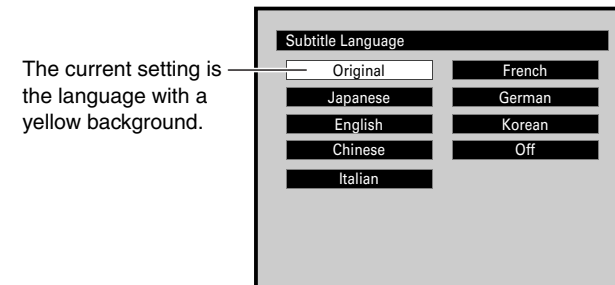 The current setting is
the language with a
yellow background.
Subtitle Language
Original
French
Japanese
German
English
Korean
Chinese
Off
Italian